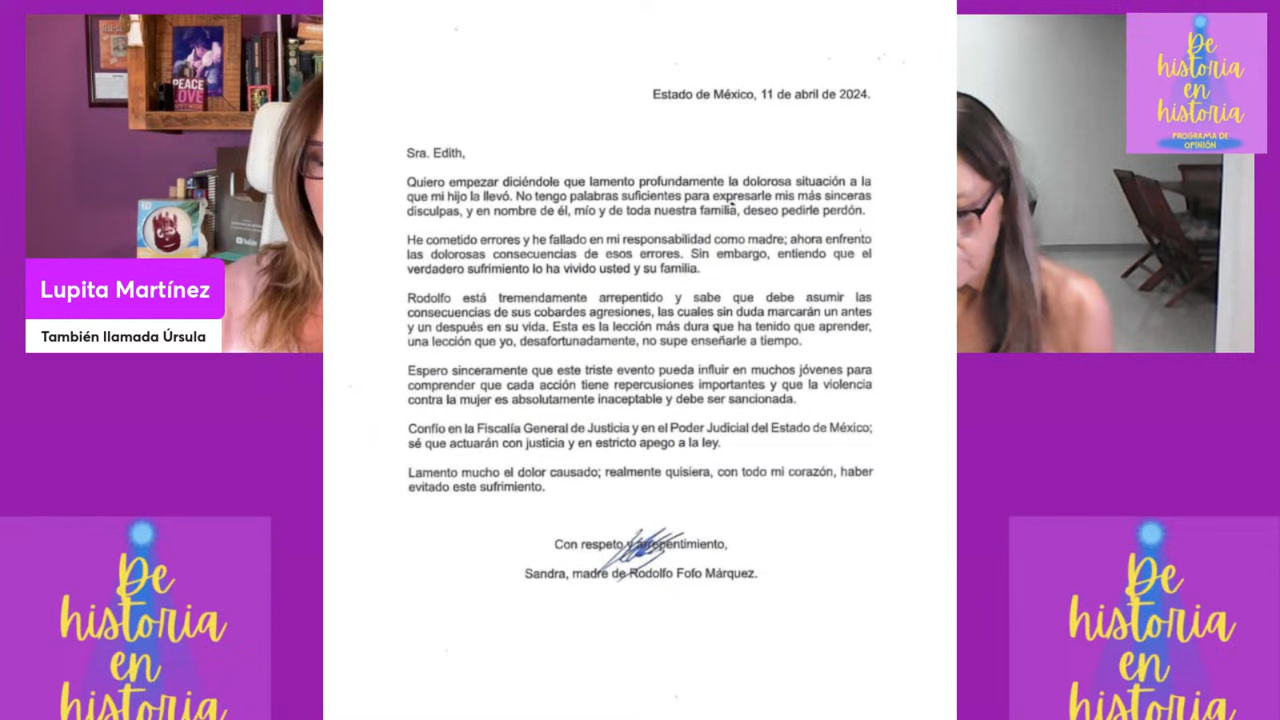 PEACE
LOVE
YouTube
Lupita Martínez
También llamada Úrsula
Estado de México, 11 de abril de 2024.
Sra. Edith,
Quiero empezar diciéndole que lamento profundamente la dolorosa situación a la
que mi hijo la llevó. No tengo palabras suficientes para expresarle mis más sinceras
disculpas, y en nombre de él, mío y de toda nuestra familia, deseo pedirle perdón.
He cometido errores y he fallado en mi responsabilidad como madre; ahora enfrento
las dolorosas consecuencias de esos errores. Sin embargo, entiendo que el
verdadero sufrimiento lo ha vivido usted y su familia.
Rodolfo está tremendamente arrepentido y sabe que debe asumir las
consecuencias de sus cobardes agresiones, las cuales sin duda marcarán un antes
y un después en su vida. Esta es la lección más dura que ha tenido que aprender,
una lección que yo, desafortunadamente, no supe enseñarle a tiempo.
Espero sinceramente que este triste evento pueda influir en muchos jóvenes para
comprender que cada acción tiene repercusiones importantes y que la violencia
contra la mujer es absolutamente inaceptable y debe ser sancionada.
Confío en la Fiscalía General de Justicia y en el Poder Judicial del Estado de México;
sé que actuarán con justicia y en estricto apego a la ley.
Lamento mucho el dolor causado; realmente quisiera, con todo mi corazón, haber
evitado este sufrimiento.
Con respeto y arrepentimiento,
Sandra, madre de Rodolfo Fofo Márquez.
De
historia
en
historia
PROGRAMA DE
OPINIÓN
De
historia
en
historia
De
historia
en
historia